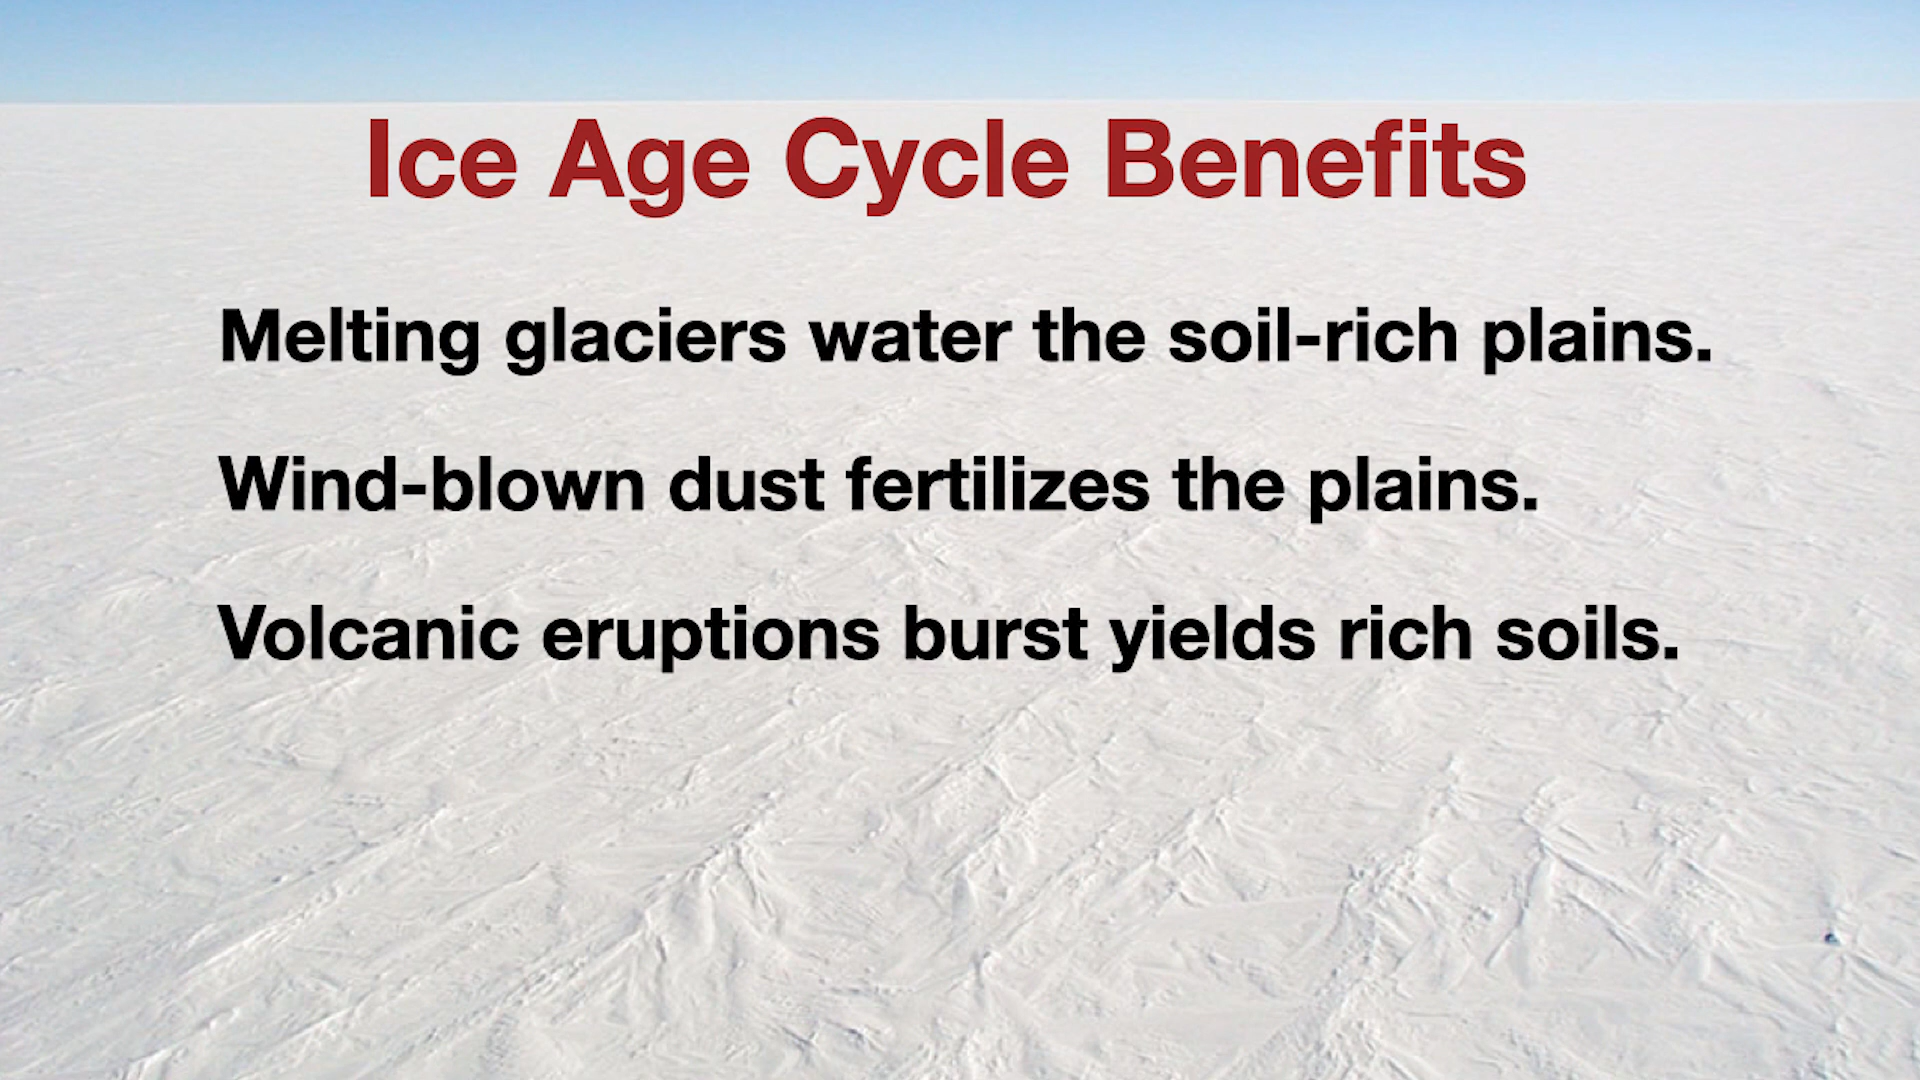 Ice Age Cycle Benefits
Melting glaciers water the soil-rich plains.
Wind-blown dust fertilizes the plains.
Volcanic eruptions burst yields rich soils.